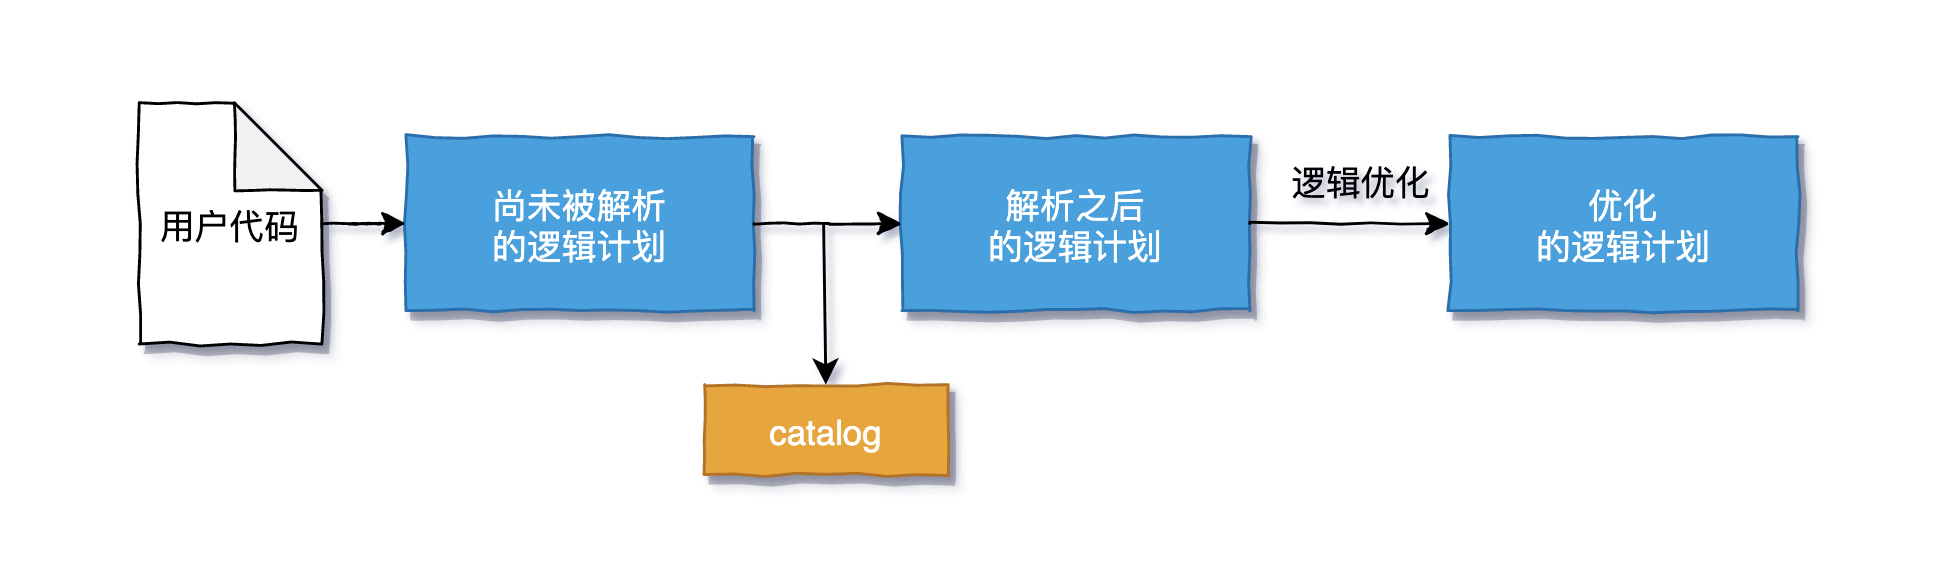 用户代码
尚未被解析
的逻辑计划
catalog
解析之后
的逻辑计划
逻辑优化
优化
的逻辑计划